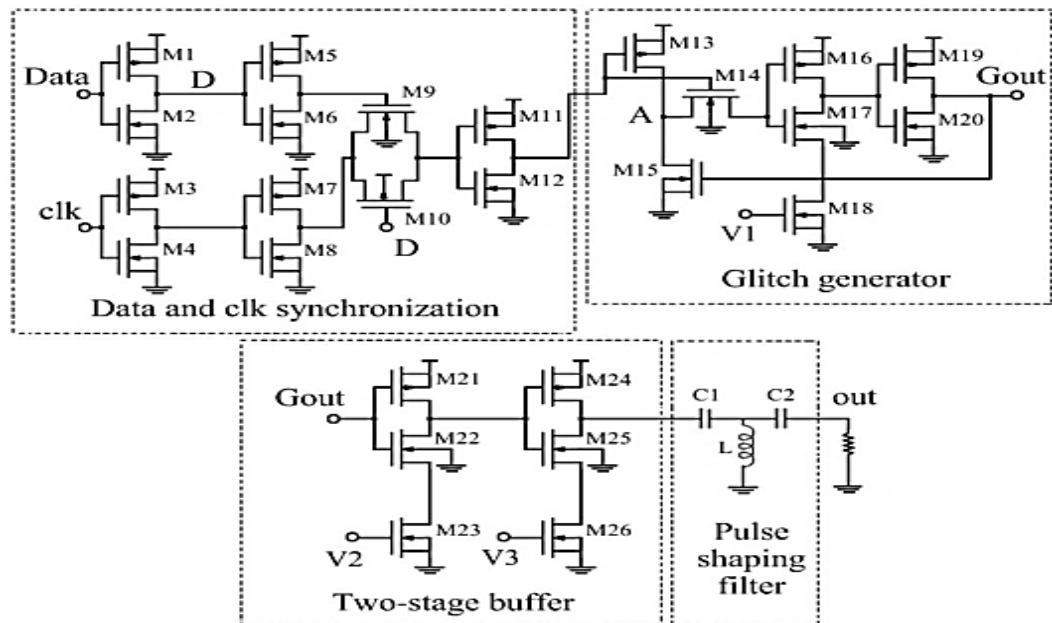 M1
M5
Data
D
M9
M2
M6
M11
M3
M7
M12
clk
M10
M4
M8
D
Data and clk synchronization
M13
M16
M19
Gout
M14
A
M17
M20
M15
M18
V1
Glitch generator
M21
M24
Gout
M22
M25
V2
M23
V3
M26
Two-stage buffer
C1
C2
out
L
Pulse
shaping
filter